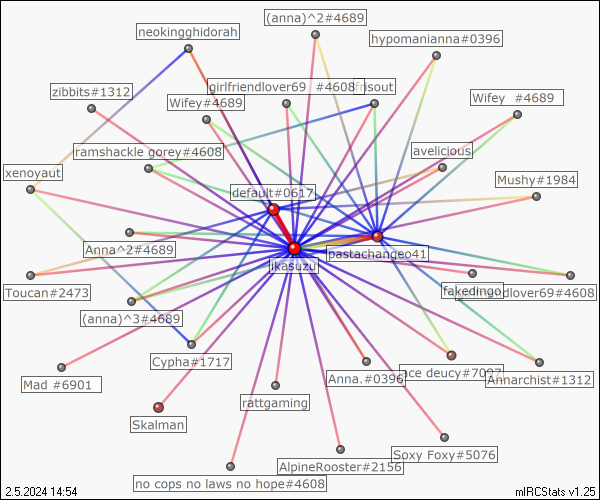 (anna)^2#4689
neokingghidorah
hypomanianna#0396
girlfriendlover69 #4608
frisout
zibbits#1312
Wifey#4689
Wifey #4689
ramshackle gorey#4608
avelicious
xenoyaut
Mushy#1984
default#0617
Anna^2#4689
pastachangeo41
ikasuzu
Toucan#2473
fakedingo
dlover69#4608
(anna)^3#4689
Cypha#1717
Mad #6901
Anna.#0396
ace deucy#7097
Annarchist#1312
rattgaming
Skalman
Soxy Foxy#5076
AlpineRooster#2156
no cops no laws no hope#4608
2.5.2024 14:54
mIRCStats v1.25